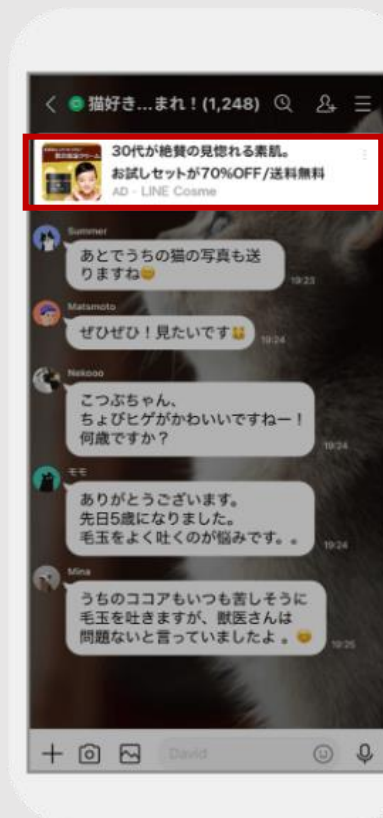 猫好き...まれ！(1,248)
30代が絶賛の見惚れる素肌。
お試しセットが70%OFF/送料無料
AD · LINE Cosme
Summer
あとでうちの猫の写真も送
りますね😄
19:23
Matsmoto
ぜひぜひ！見たいです😸
19:24
Nekooo
こつぶちゃん、
ちょびヒゲがかわいいですねー！
何歳ですか？
19:24
モモ
ありがとうございます。
先日5歳になりました。
毛玉をよく吐くのが悩みです。。
19:24
Mina
うちのココアもいつも苦しそうに
毛玉を吐きますが、獣医さんは
問題ないと言っていましたよ 。😊
19:25
David